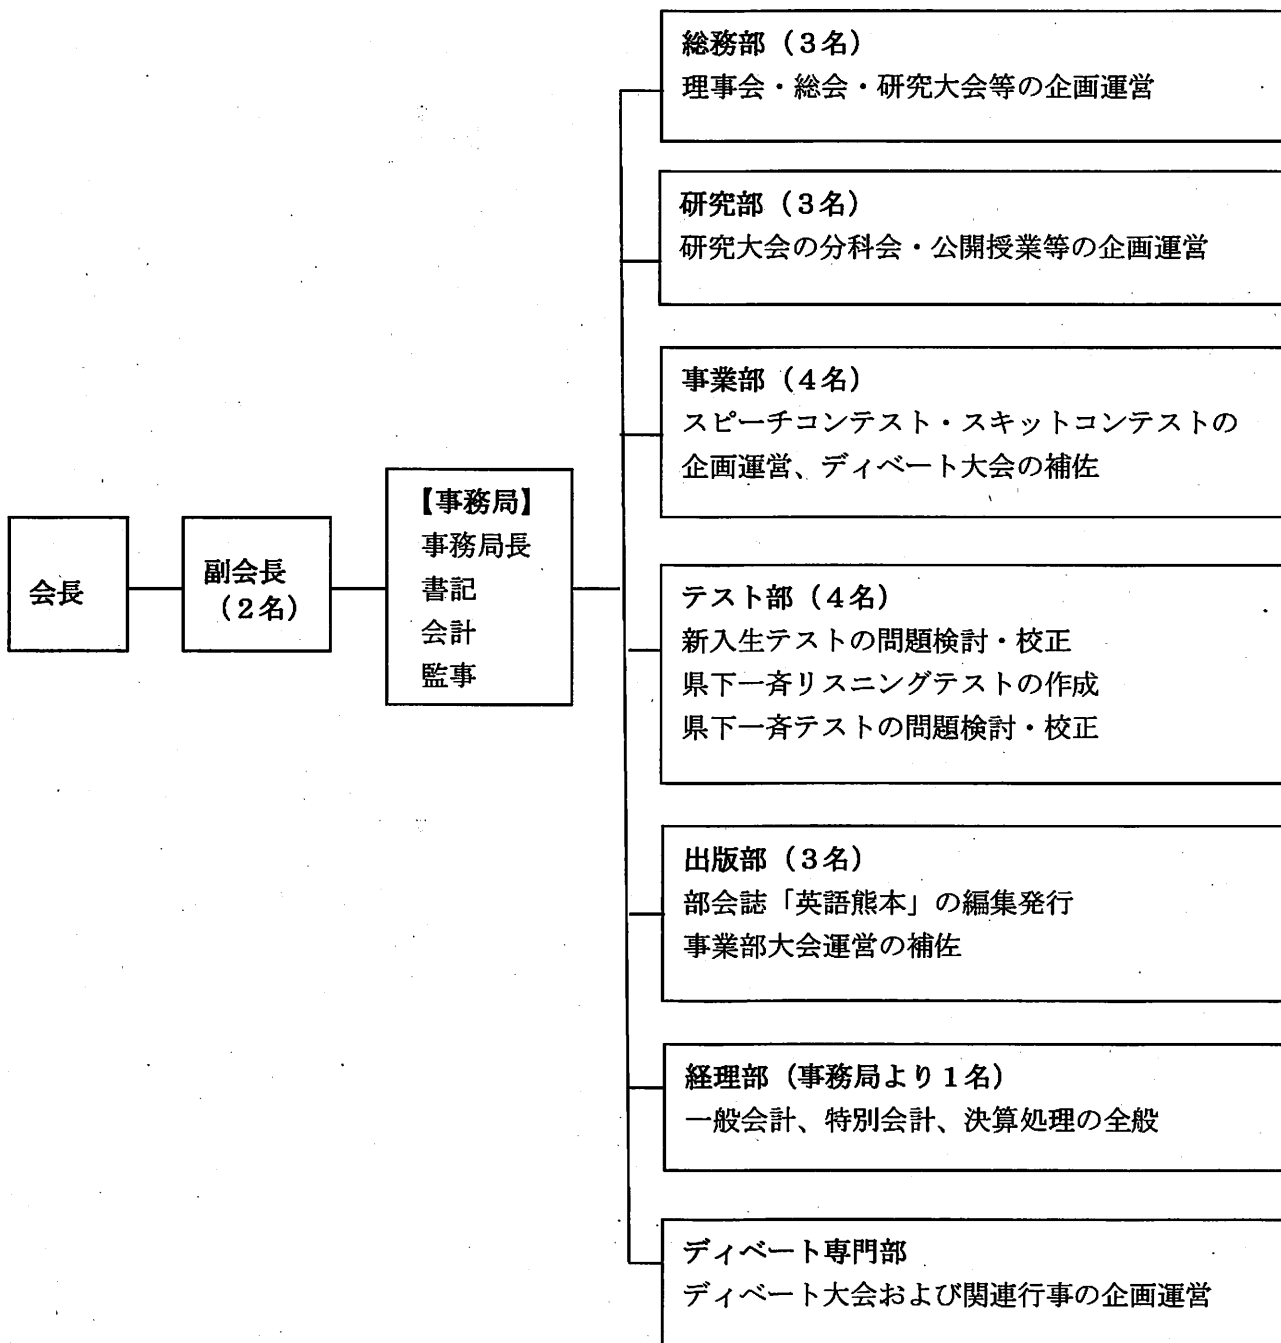 会長
副会長
（２名）
【事務局】
事務局長
書記
会計
監事
総務部（３名）
理事会・総会・研究大会等の企画運営
研究部（３名）
研究大会の分科会・公開授業等の企画運営
事業部（４名）
スピーチコンテスト・スキットコンテストの
企画運営、ディベート大会の補佐
テスト部（４名）
新入生テストの問題検討・校正
県下一斉リスニングテストの作成
県下一斉テストの問題検討・校正
出版部（３名）
部会誌「英語熊本」の編集発行
事業部大会運営の補佐
経理部（事務局より１名）
一般会計、特別会計、決算処理の全般
ディベート専門部
ディベート大会および関連行事の企画運営